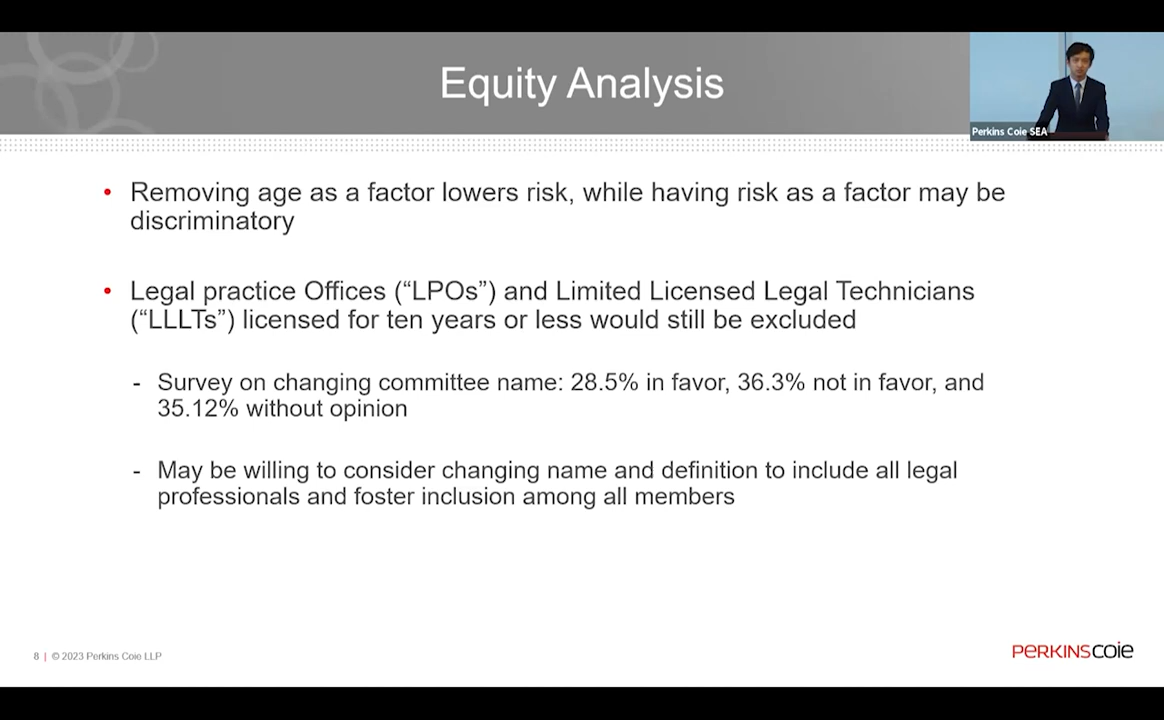 Equity Analysis
Perkins Coie SEA
• Removing age as a factor lowers risk, while having risk as a factor may be
discriminatory
• Legal practice Offices (“LPOs”) and Limited Licensed Legal Technicians
(“LLLTs”) licensed for ten years or less would still be excluded
- Survey on changing committee name: 28.5% in favor, 36.3% not in favor, and
35.12% without opinion
- May be willing to consider changing name and definition to include all legal
professionals and foster inclusion among all members
8 | © 2023 Perkins Coie LLP
PERKINSCOIE